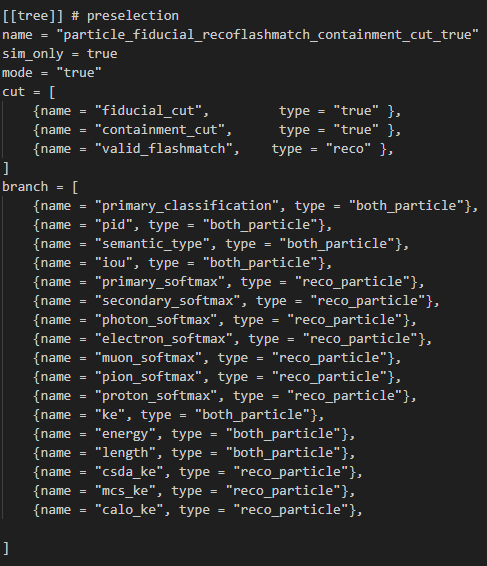 [[tree]] # preselection
name = "particle_fiducial_recoflashmatch_containment_cut_true"
sim_only = true
mode = "true"
cut = [
    {name = "fiducial_cut",         type = "true" },
    {name = "containment_cut",      type = "true" },
    {name = "valid_flashmatch",    type = "reco" },
]
branch = [
    {name = "primary_classification", type = "both_particle"},
    {name = "pid", type = "both_particle"},
    {name = "semantic_type", type = "both_particle"},
    {name = "iou", type = "both_particle"},
    {name = "primary_softmax", type = "reco_particle"},
    {name = "secondary_softmax", type = "reco_particle"},
    {name = "photon_softmax", type = "reco_particle"},
    {name = "electron_softmax", type = "reco_particle"},
    {name = "muon_softmax", type = "reco_particle"},
    {name = "pion_softmax", type = "reco_particle"},
    {name = "proton_softmax", type = "reco_particle"},
    {name = "ke", type = "both_particle"},
    {name = "energy", type = "both_particle"},
    {name = "length", type = "both_particle"},
    {name = "csda_ke", type = "reco_particle"},
    {name = "mcs_ke", type = "reco_particle"},
    {name = "calo_ke", type = "reco_particle"},
]